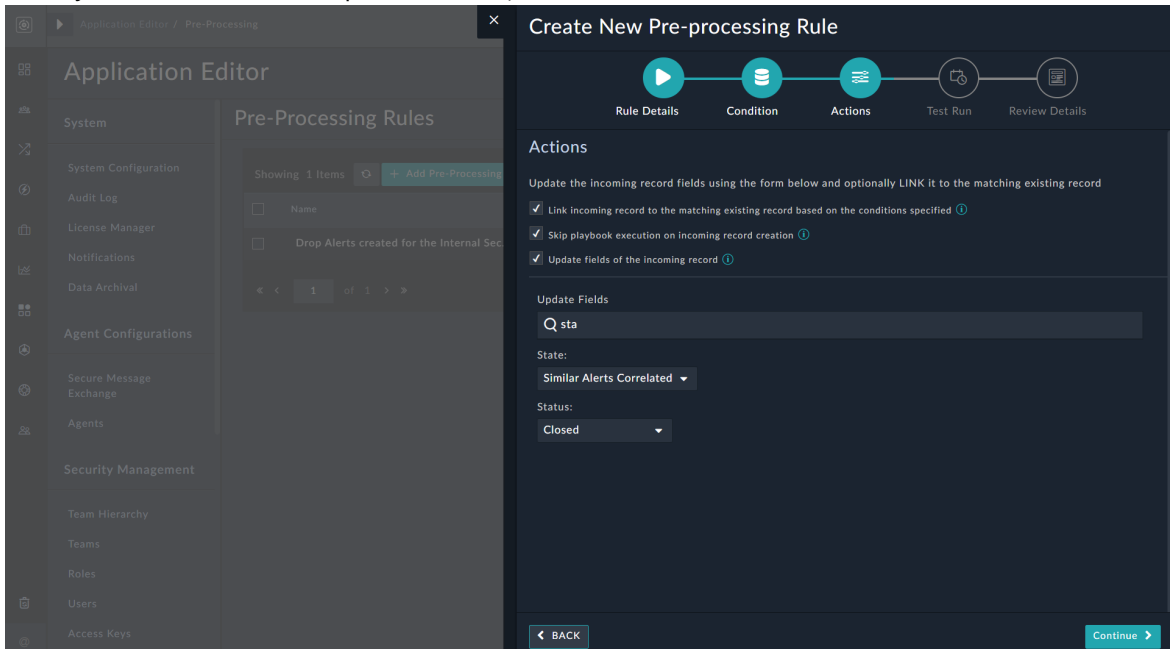 Application Editor / Pre-Processing
×
Create New Pre-processing Rule
Application Editor
Rule Details
Condition
Actions
Test Run
Review Details
System
System Configuration
Audit Log
License Manager
Notifications
Data Archival
Agent Configurations
Secure Message
Exchange
Agents
Security Management
Team Hierarchy
Teams
Roles
Users
Access Keys
Pre-Processing Rules
Showing 1 Items
+ Add Pre-Processing
Name
Drop Alerts created for the Internal Sec
« < 1 of 1 > »
Actions
Update the incoming record fields using the form below and optionally LINK it to the matching existing record
Link incoming record to the matching existing record based on the conditions specified
Skip playbook execution on incoming record creation
Update fields of the incoming record
Update Fields
sta
State:
Similar Alerts Correlated
Status:
Closed
BACK
Continue